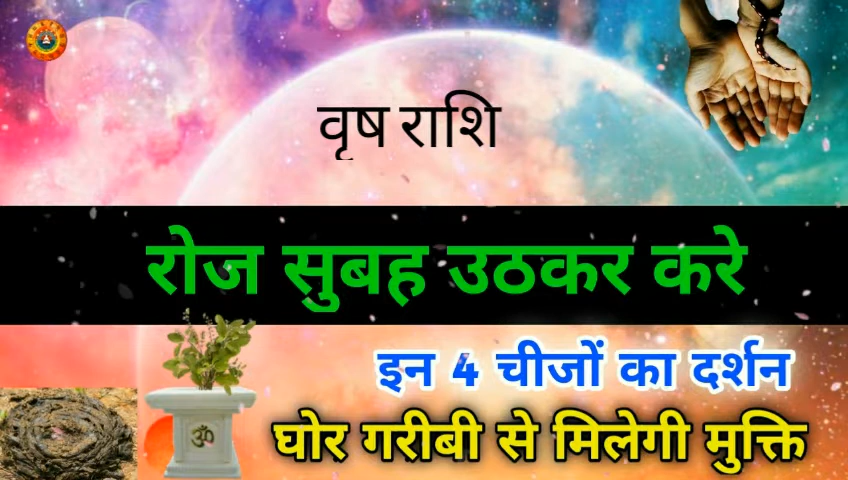 वृष राशि
रोज सुबह उठकर करे
इन 4 चीजों का दर्शन
घोर गरीबी से मिलेगी मुक्ति
ॐ